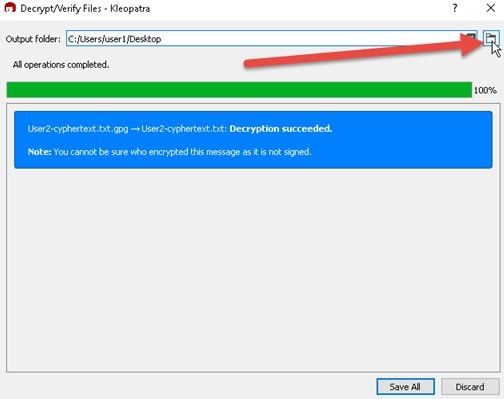 Decrypt/Verify Files - Kleopatra
Output folder: C:/Users/user1/Desktop
All operations completed.
100%
User2-cyphertext.txt.gpg → User2-cyphertext.txt: Decryption succeeded.
Note: You cannot be sure who encrypted this message as it is not signed.
Save All Discard